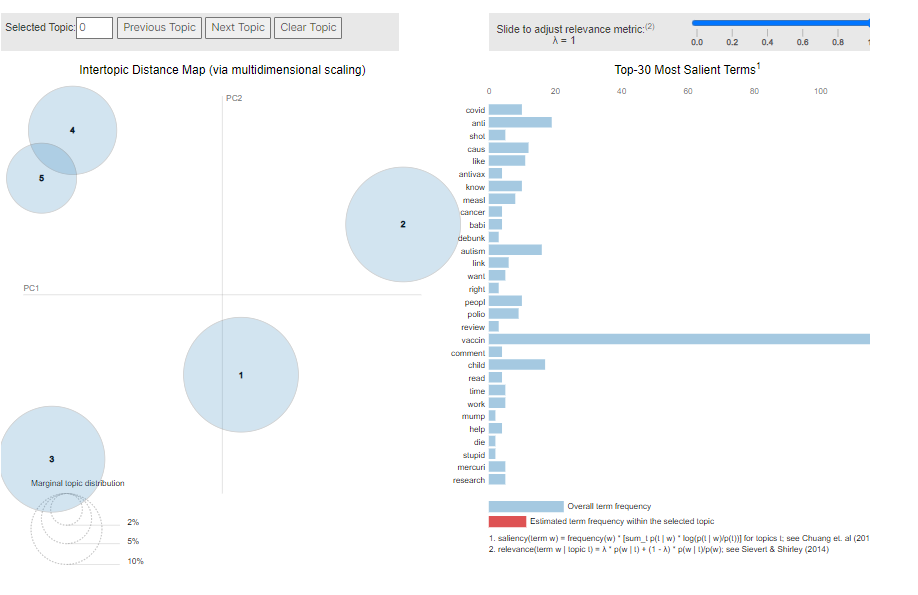 Selected Topic: 0 Previous Topic Next Topic Clear Topic
Slide to adjust relevance metric:(2)
λ = 1
0.0 0.2 0.4 0.6 0.8 1
Intertopic Distance Map (via multidimensional scaling)
PC2
PC1
4
5
2
1
3
Marginal topic distribution
2%
5%
10%
Top-30 Most Salient Terms1
0 20 40 60 80 100
covid
anti
shot
caus
like
antivax
know
measl
cancer
babi
debunk
autism
link
want
right
peopl
polio
review
vaccin
comment
child
read
time
work
mump
help
die
stupid
mercuri
research
Overall term frequency
Estimated term frequency within the selected topic
1. saliency(term w) = frequency(w) * [sum_t p(t | w) * log(p(t | w)/p(t))] for topics t; see Chuang et. al (201
2. relevance(term w | topic t) = λ * p(w | t) + (1 - λ) * p(w | t)/p(w); see Sievert & Shirley (2014)